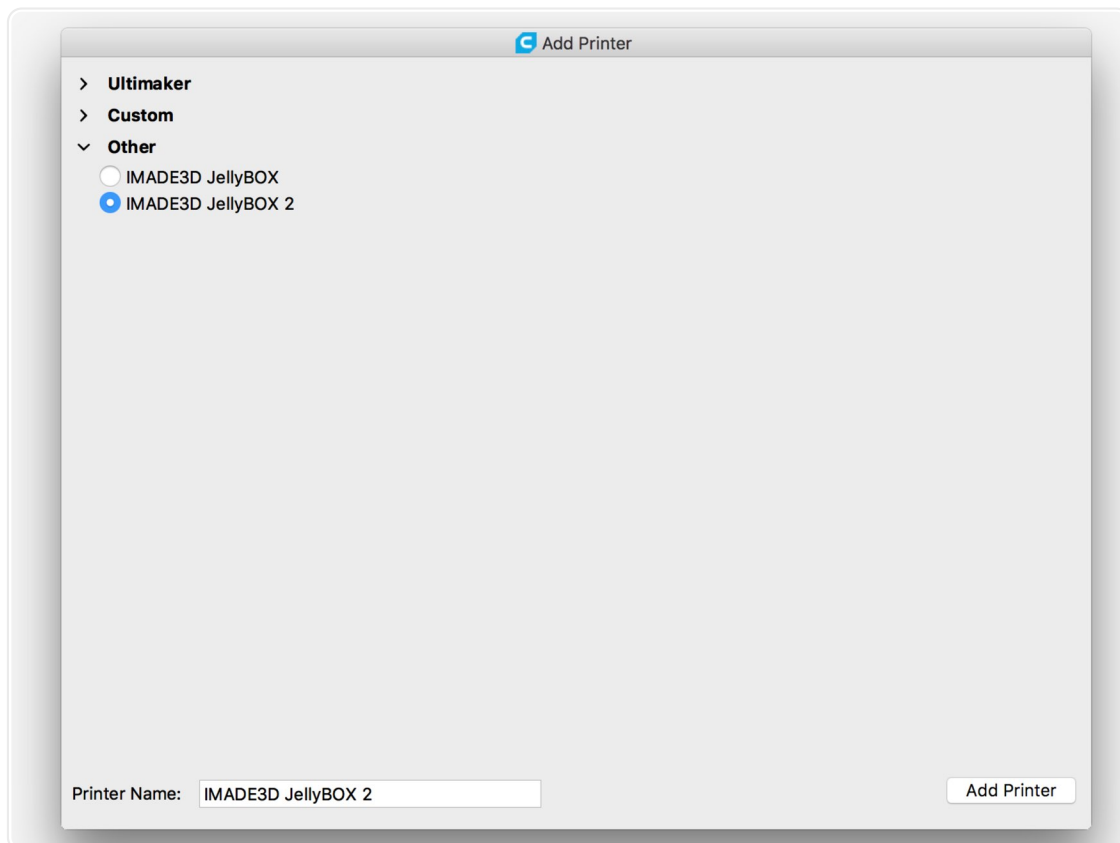 Add Printer
Ultimaker
Custom
Other
IMADE3D JellyBOX
IMADE3D JellyBOX 2
Printer Name: IMADE3D JellyBOX 2 Add Printer